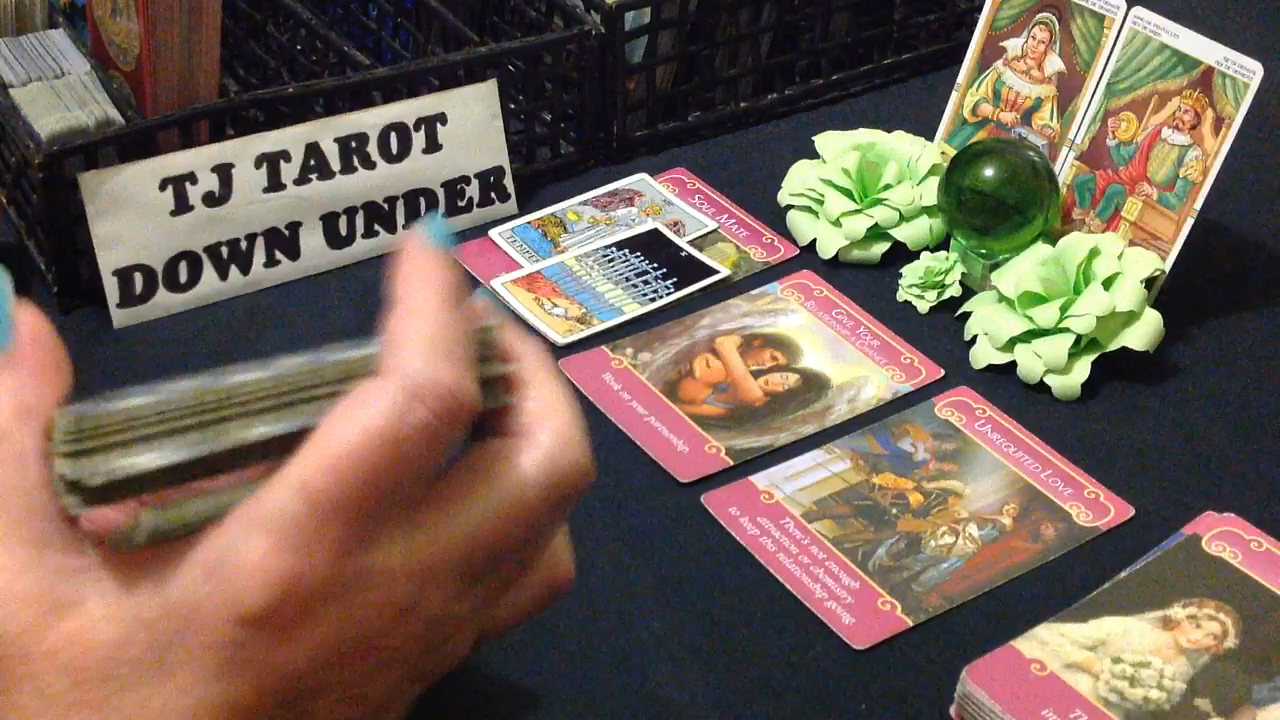 TJ TAROT
DOWN UNDER
SOUL MATE
TEMPE
X
GIVE YOUR
RELATIONSHIP A CHANCE
Work on your partnership.
UNREQUITED LOVE
There's not enough
attraction or chemistry
to keep this relationship going.